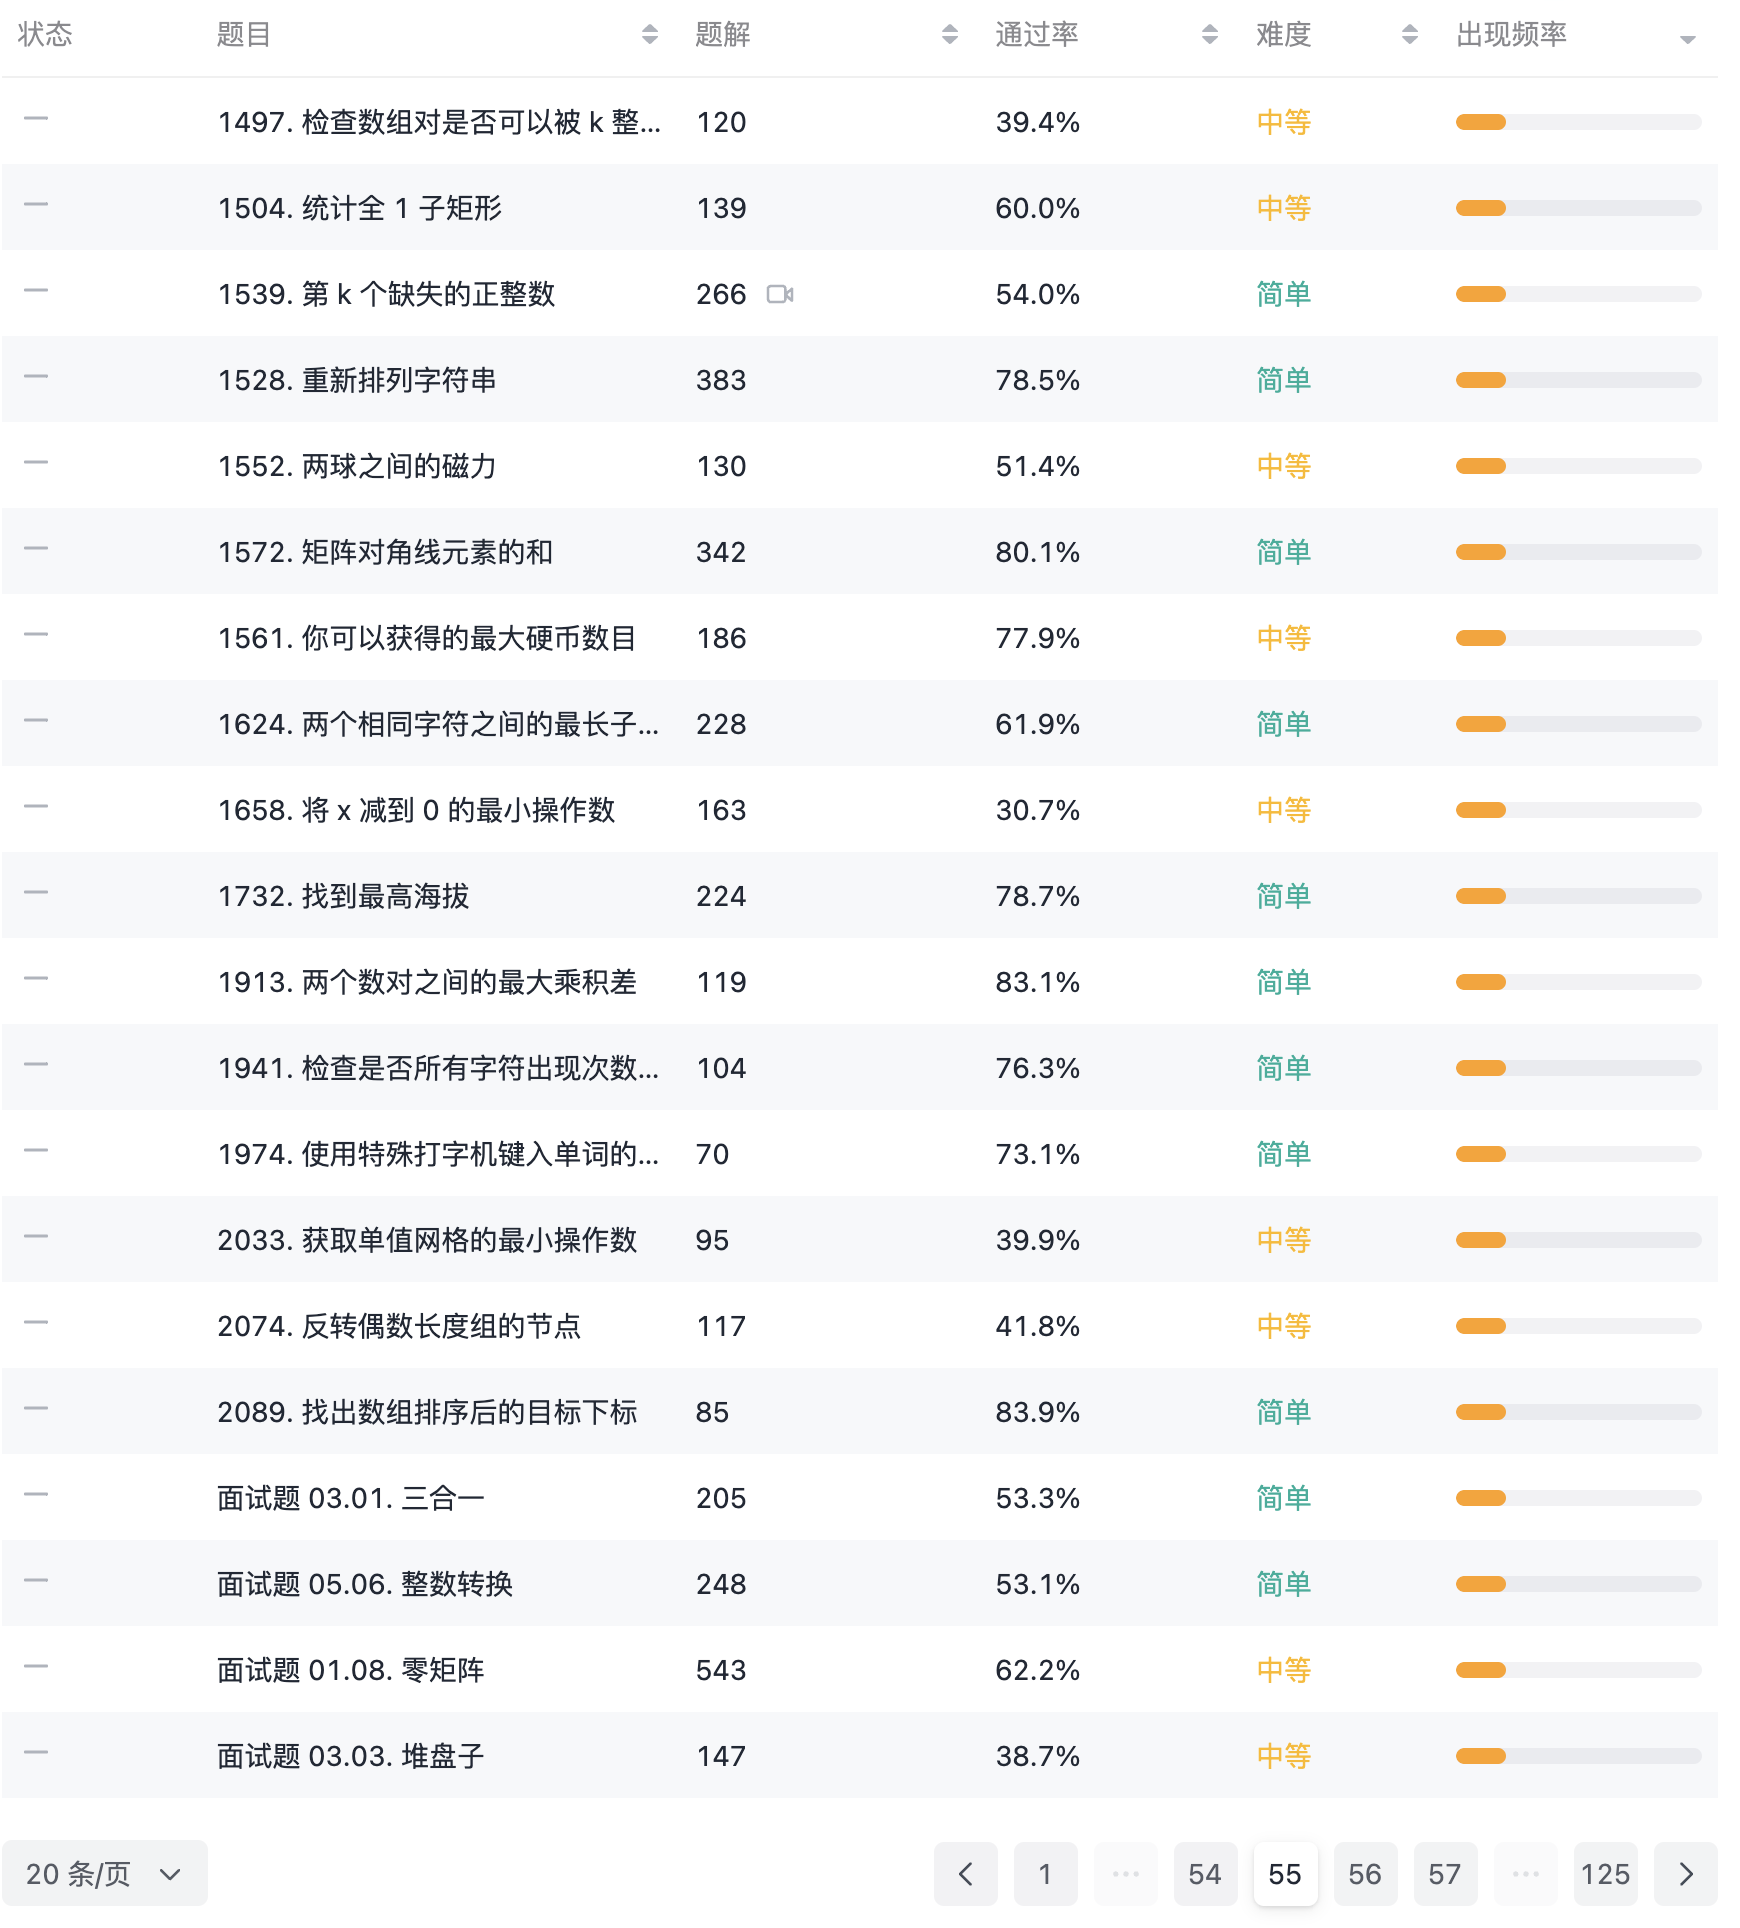 状态 题目 题解 通过率 难度 出现频率
1497. 检查数组对是否可以被 k 整... 120 39.4% 中等
1504. 统计全 1 子矩形 139 60.0% 中等
1539. 第 k 个缺失的正整数 266 54.0% 简单
1528. 重新排列字符串 383 78.5% 简单
1552. 两球之间的磁力 130 51.4% 中等
1572. 矩阵对角线元素的和 342 80.1% 简单
1561. 你可以获得的最大硬币数目 186 77.9% 中等
1624. 两个相同字符之间的最长子... 228 61.9% 简单
1658. 将 x 减到 0 的最小操作数 163 30.7% 中等
1732. 找到最高海拔 224 78.7% 简单
1913. 两个数对之间的最大乘积差 119 83.1% 简单
1941. 检查是否所有字符出现次数... 104 76.3% 简单
1974. 使用特殊打字机键入单词的... 70 73.1% 简单
2033. 获取单值网格的最小操作数 95 39.9% 中等
2074. 反转偶数长度组的节点 117 41.8% 中等
2089. 找出数组排序后的目标下标 85 83.9% 简单
面试题 03.01. 三合一 205 53.3% 简单
面试题 05.06. 整数转换 248 53.1% 简单
面试题 01.08. 零矩阵 543 62.2% 中等
面试题 03.03. 堆盘子 147 38.7% 中等
20 条/页 1 ... 54 55 56 57 ... 125